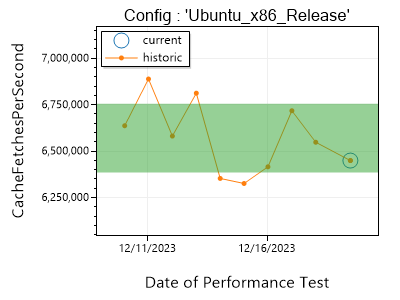 Config : 'Ubuntu_x86_Release'
current
historic
CacheFetchesPerSecond
7,000,000
6,750,000
6,500,000
6,250,000
12/11/2023
12/16/2023
Date of Performance Test